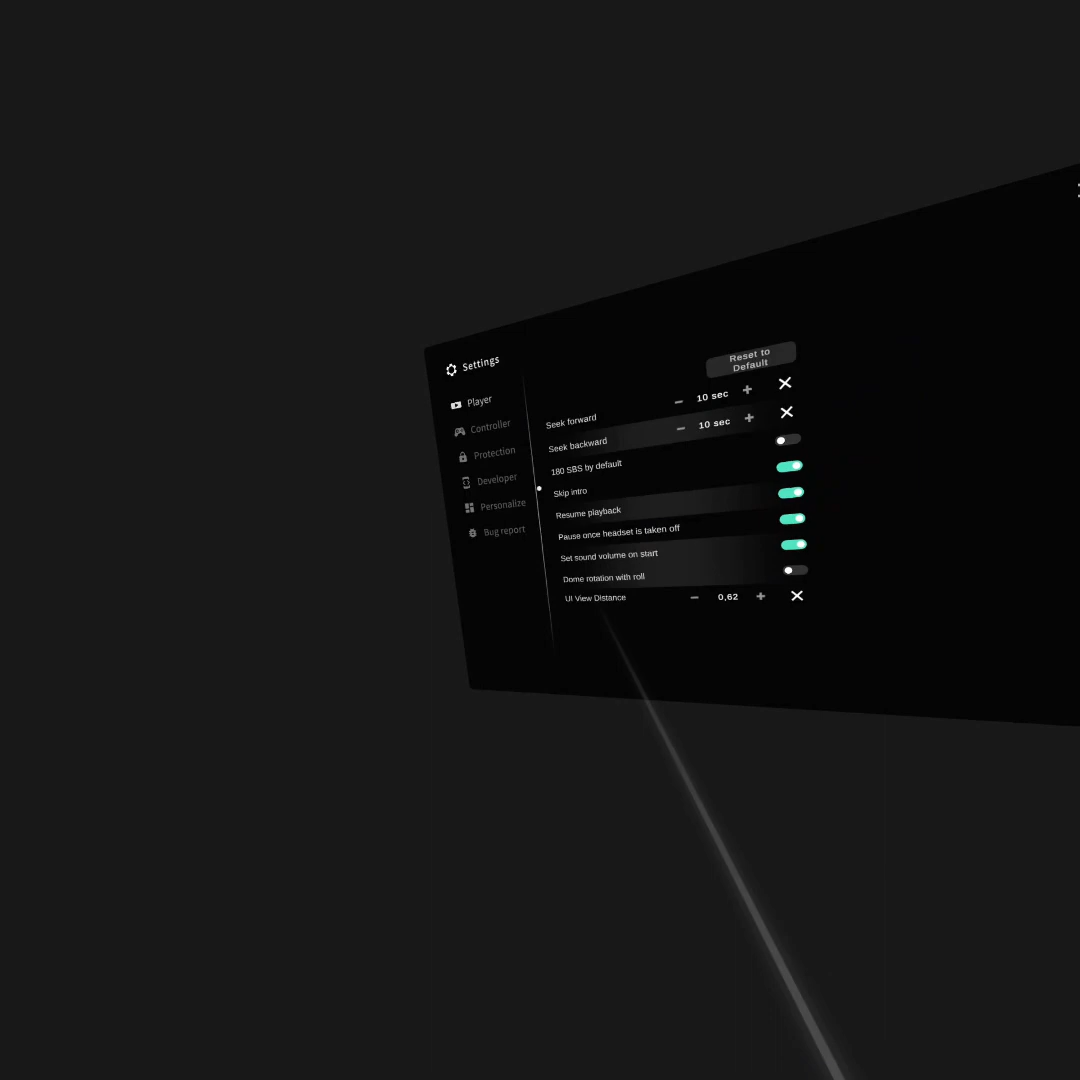 Settings
Player
Controller
Protection
Developer
Personalize
Bug report
Reset to
Default
Seek forward 10 sec
Seek backward 10 sec
180 SBS by default
Skip intro
Resume playback
Pause once headset is taken off
Set sound volume on start
Dome rotation with roll
UI View Distance 0,62